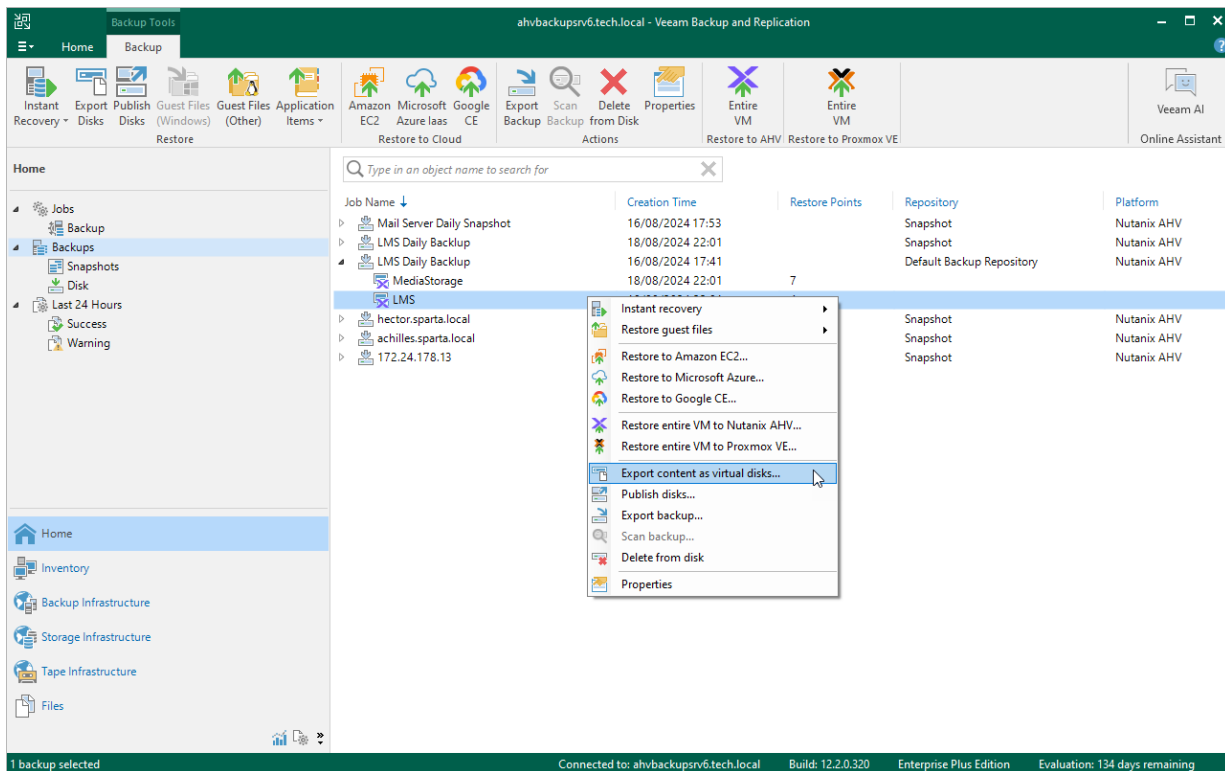 Backup Tools
ahvbackupsrv6.tech.local - Veeam Backup and Replication
Home Backup
Instant Recovery
Export Disks
Publish Disks
Guest Files (Windows)
Guest Files (Other)
Application Items
Restore
Amazon EC2
Microsoft Azure Iaas
Google CE
Restore to Cloud
Export Backup
Scan Backup
Delete from Disk
Properties
Actions
Entire VM
Restore to AHV
Entire VM
Restore to Proxmox VE
Veeam AI
Online Assistant
Home
Jobs
Backup
Backups
Snapshots
Disk
Last 24 Hours
Success
Warning
Home
Inventory
Backup Infrastructure
Storage Infrastructure
Tape Infrastructure
Files
Type in an object name to search for
Job Name Creation Time Restore Points Repository Platform
Mail Server Daily Snapshot 16/08/2024 17:53 Snapshot Nutanix AHV
LMS Daily Backlup 18/08/2024 22:01 Snapshot Nutanix AHV
LMS Daily Backlup 16/08/2024 17:41 Default Backup Repository Nutanix AHV
MediaStorage 18/08/2024 22:01 7
LMS
hector.sparta.local Snapshot Nutanix AHV
achilles.sparta.local Snapshot Nutanix AHV
172.24.178.13 Snapshot Nutanix AHV
Instant recovery
Restore guest files
Restore to Amazon EC2...
Restore to Microsoft Azure...
Restore to Google CE...
Restore entire VM to Nutanix AHV...
Restore entire VM to Proxmox VE...
Export content as virtual disks...
Publish disks...
Export backup...
Scan backup...
Delete from disk
Properties
1 backup selected
Connected to: ahvbackupsrv6.tech.local Build: 12.2.0.320 Enterprise Plus Edition Evaluation: 134 days remaining